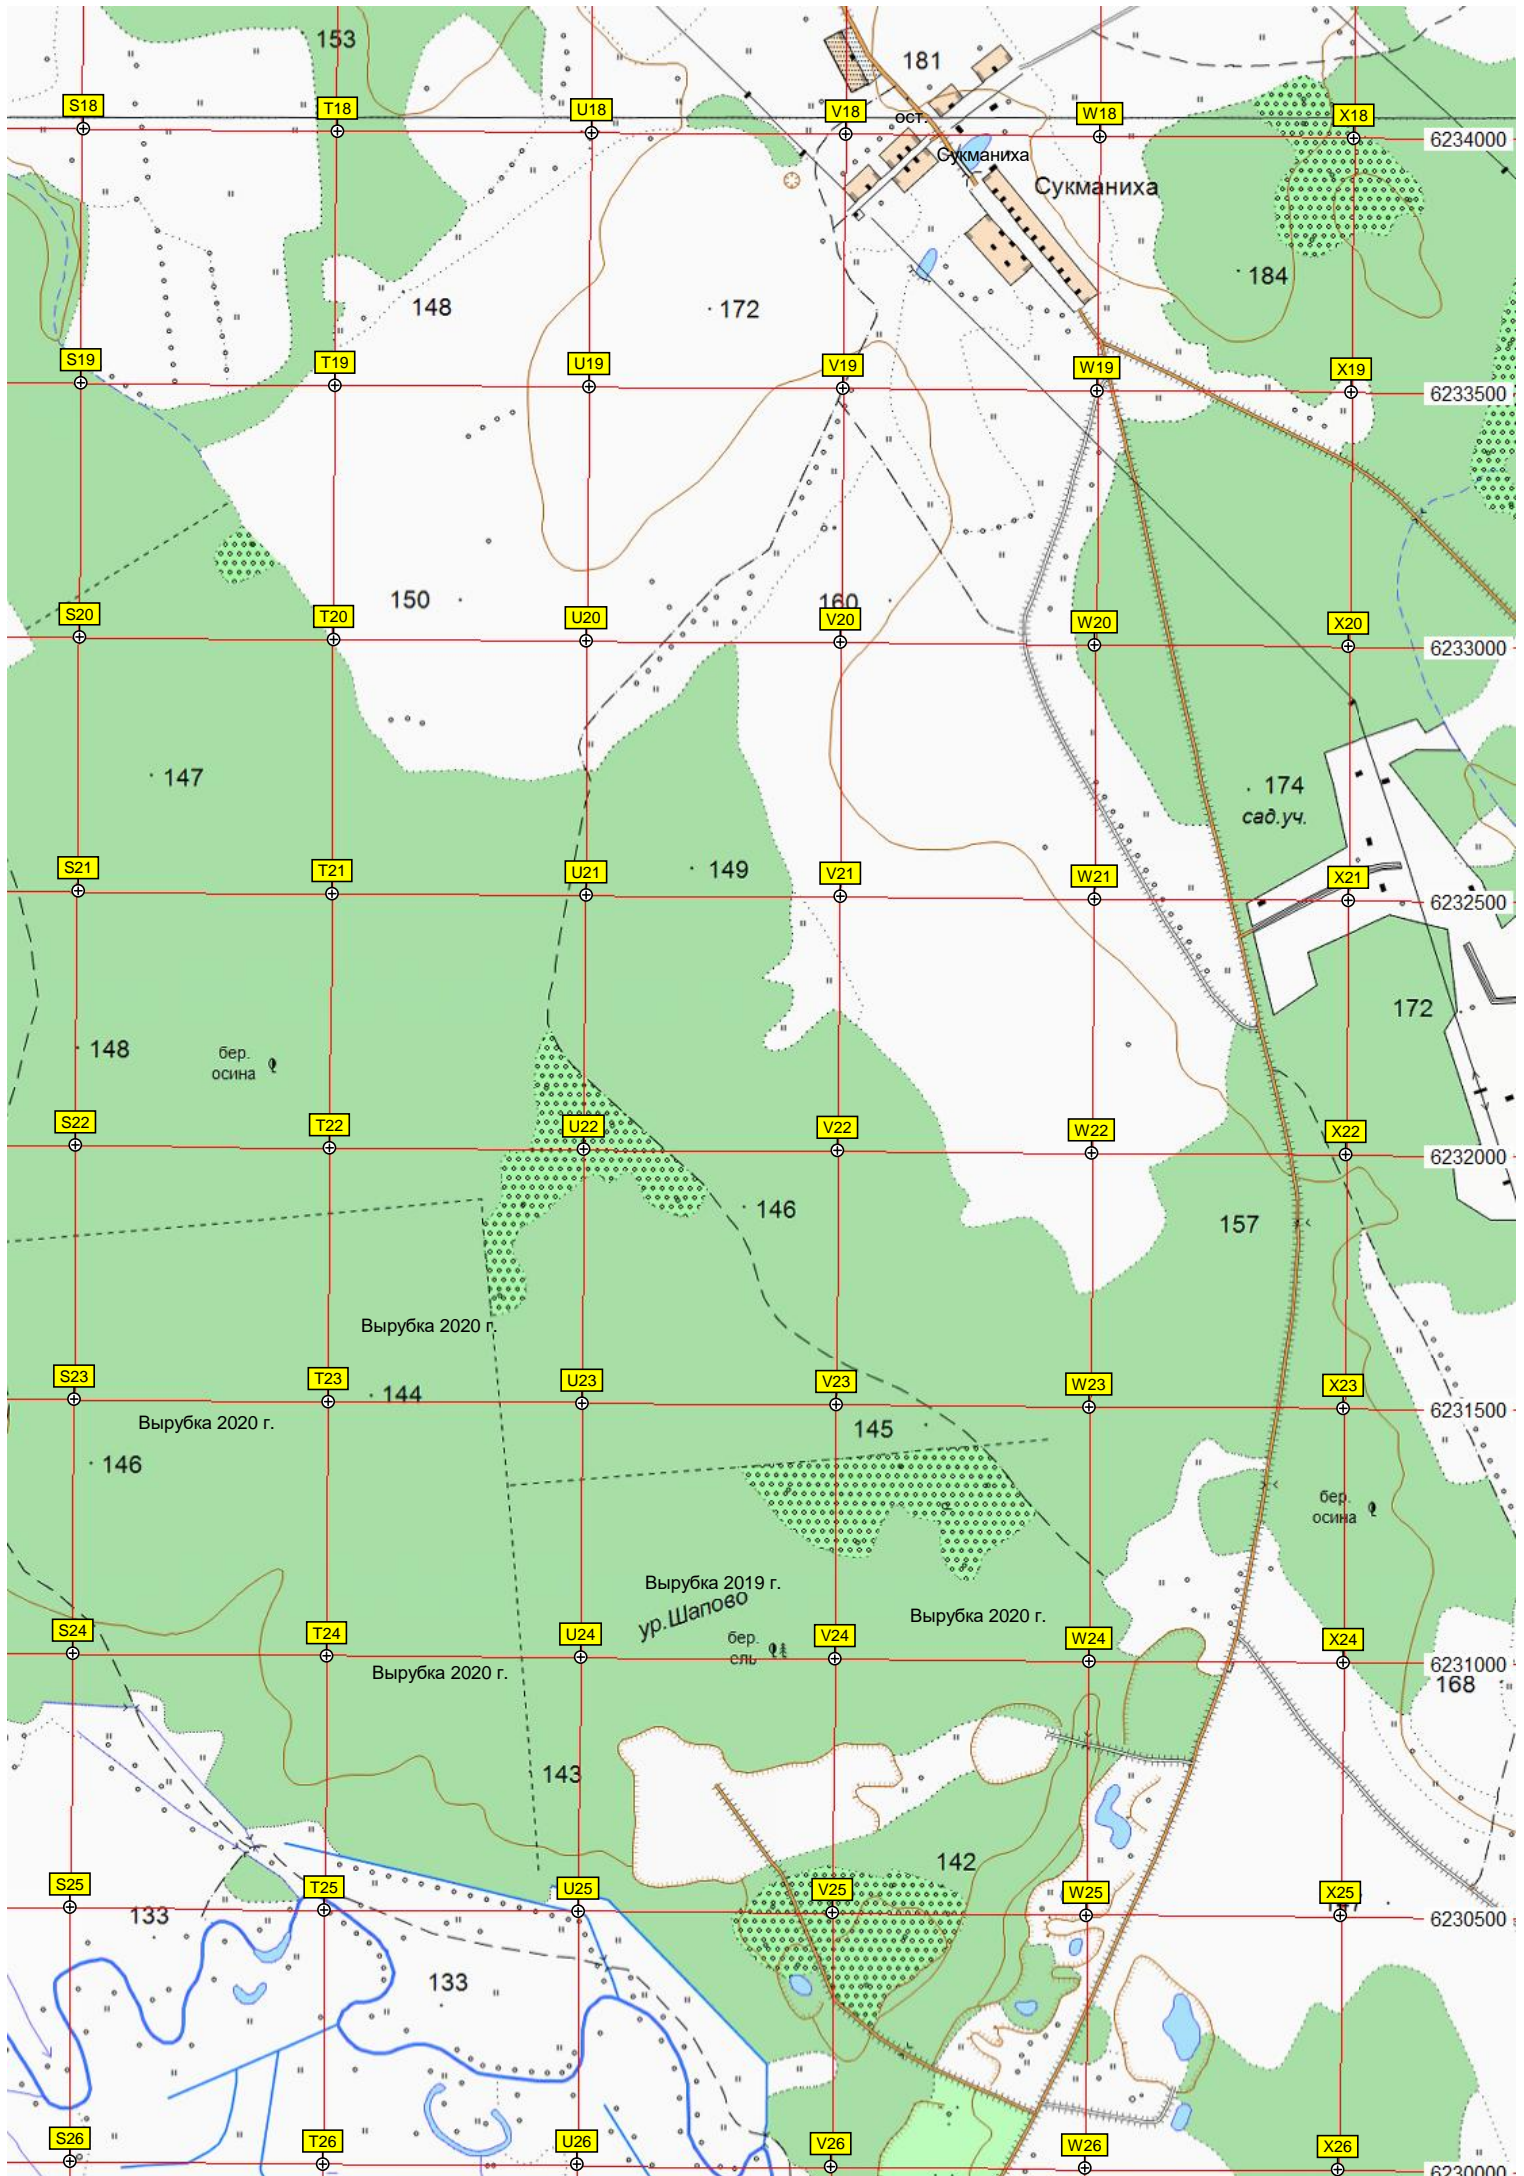 153
181
S18
T18
U18
V18
ост.
W18
X18
6234000
Сукманиха
Сукманиха
184
148
172
S19
T19
U19
V19
W19
X19
6233500
150
160
S20
T20
U20
V20
W20
X20
6233000
147
174
сад.уч.
S21
T21
U21
149
V21
W21
X21
6232500
172
148
бер.
осина
S22
T22
U22
V22
W22
X22
6232000
146
157
Вырубка 2020 г.
S23
T23
144
U23
V23
W23
X23
6231500
Вырубка 2020 г.
145
146
бер.
осина
Вырубка 2019 г.
ур.Шапово
Вырубка 2020 г.
S24
T24
U24
бер.
ель
V24
W24
X24
6231000
Вырубка 2020 г.
168
143
142
S25
T25
U25
V25
W25
X25
133
6230500
133
S26
T26
U26
V26
W26
X26
6230000